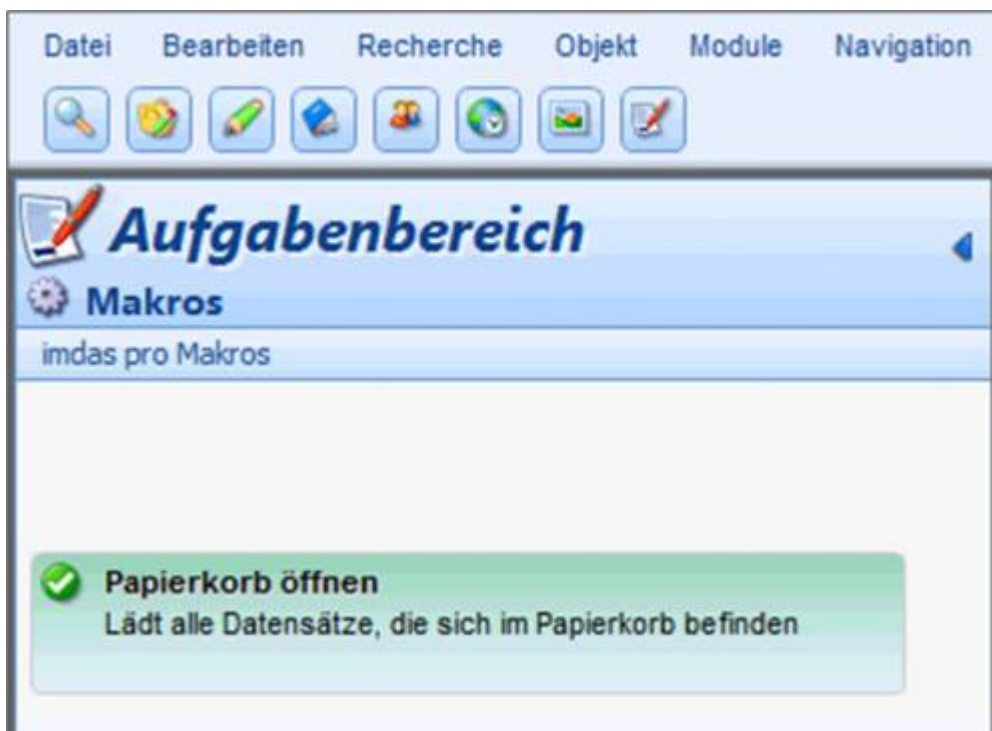 Datei Bearbeiten Recherche Objekt Module Navigation
Aufgabenbereich
Makros
imdas pro Makros
Papierkorb öffnen
Lädt alle Datensätze, die sich im Papierkorb befinden